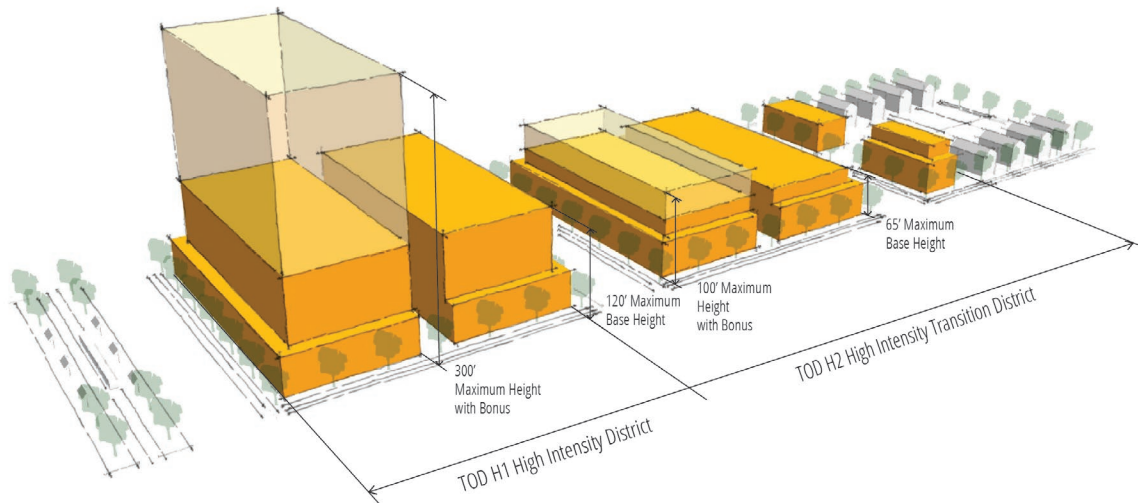 300’
Maximum Height
with Bonus
120’ Maximum
Base Height
100’ Maximum
Height
with Bonus
65’ Maximum
Base Height
TOD H1 High Intensity District
TOD H2 High Intensity Transition District